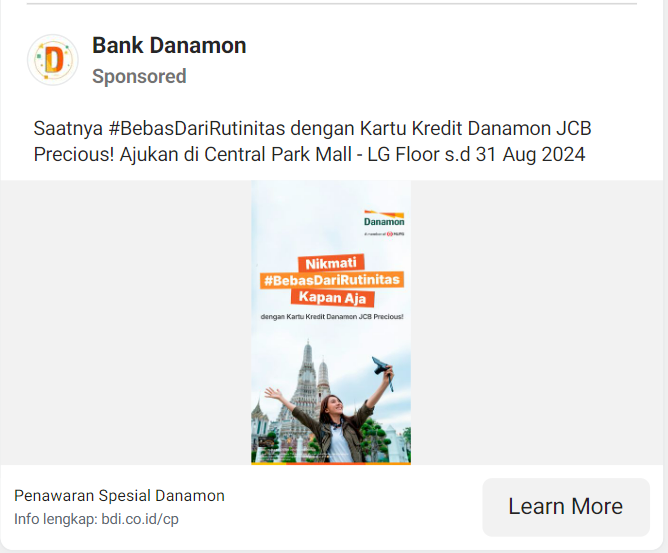 Bank Danamon
Sponsored
Saatnya #BebasDariRutinitas dengan Kartu Kredit Danamon JCB
Precious! Ajukan di Central Park Mall - LG Floor s.d 31 Aug 2024
Danamon
A member of MUFG
Nikmati
#BebasDariRutinitas
Kapan Aja
dengan Kartu Kredit Danamon JCB Precious!
Penawaran Spesial Danamon
Info lengkap: bdi.co.id/cp
Learn More